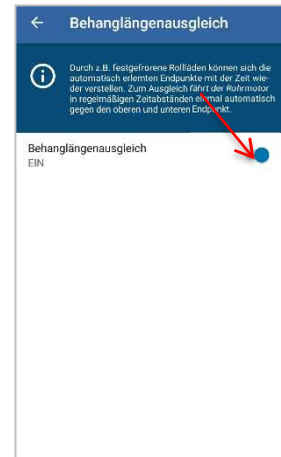 Behanglängenausgleich
Durch z.B. festgefrorene Rollläden können sich die
automatisch erlernten Endpunkte mit der Zeit wie-
der verstellen. Zum Ausgleich fährt der Rohrmotor
in regelmäßigen Zeitabständen einmal automatisch
gegen den oberen und unteren Endpunkt.
Behanglängenausgleich
EIN